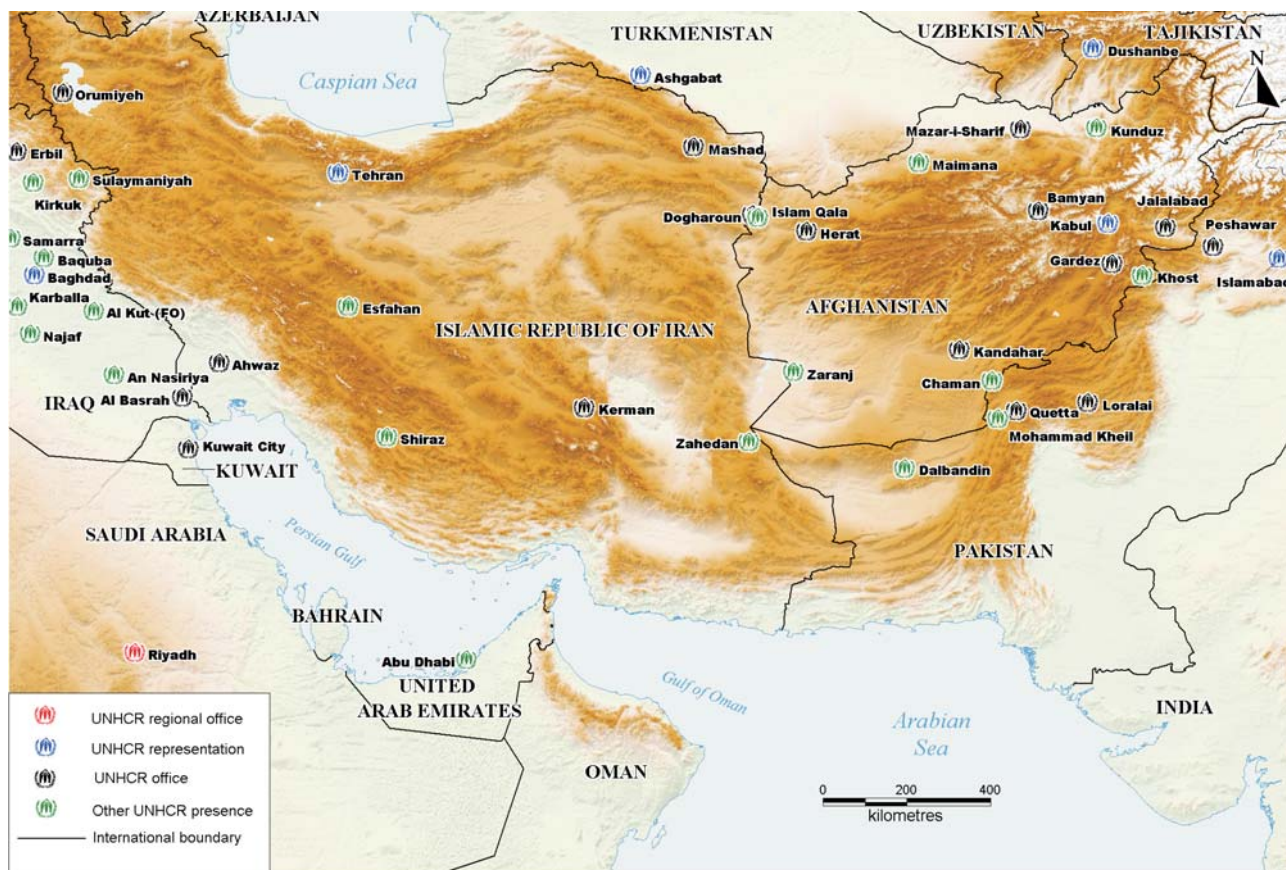 AZERBAIJAN
TURKMENISTAN
UZBEKISTAN
TAJIKISTAN
Dushanbe
N
Caspian Sea
Ashgabat
Orumiyeh
Mazar-i-Sharif
Kunduz
Erbil
Mashad
Maimana
Sulaymaniyah
Tehran
Kirkuk
Bamyan
Jalalabad
Dogharoun
Islam Qala
Herat
Kabul
Peshawar
Samarra
Baquba
Gardez
Khost
Islamabad
Baghdad
Karballa
Al Kut (FO)
Esfahan
AFGHANISTAN
ISLAMIC REPUBLIC OF IRAN
Najaf
Kandahar
Ahwaz
An Nasiriya
Zaranj
Chaman
IRAQ
Al Basrah
Kerman
Quetta
Loralai
Mohammad Kheil
Kuwait City
Shiraz
Zahedan
KUWAIT
Dalbandin
SAUDI ARABIA
Persian Gulf
PAKISTAN
BAHRAIN
Riyadh
Abu Dhabi
UNITED
ARAB EMIRATES
Gulf of Oman
Arabian
Sea
INDIA
OMAN
UNHCR regional office
UNHCR representation
UNHCR office
Other UNHCR presence
International boundary
0 200 400
kilometres